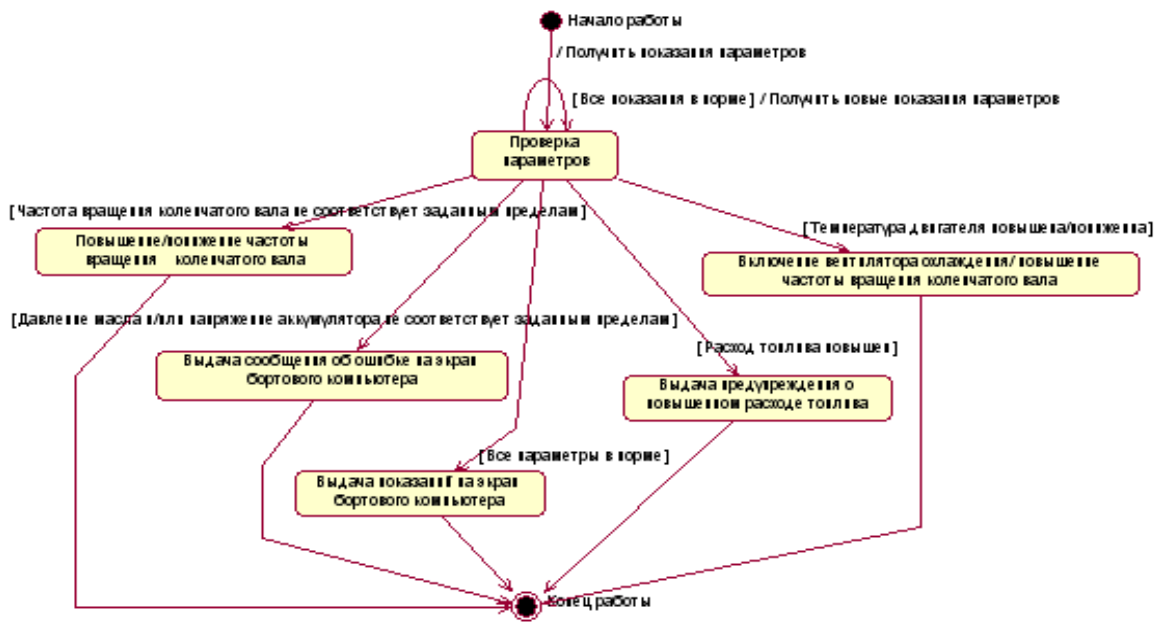 Начало работы
/ Получить показания параметров
[ Все показания в норме ] / Получить новые показания параметров
Проверка
параметров
[ Частота вращения коленчатого вала не соответствует заданным пределам ]
[ Температура двигателя повышена/понижена ]
Повышение/понижение частоты
вращения коленчатого вала
Включение вентилятора охлаждения/ повышение
частоты вращения коленчатого вала
[ Давление масла и/или напряжение аккумулятора не соответствует заданным пределам ]
[ Расход топлива повышен ]
Выдача сообщения об ошибке на экран
бортового компьютера
Выдача предупреждения о
повышенном расходе топлива
[ Все параметры в норме ]
Выдача показаний на экран
бортового компьютера
Конец работы